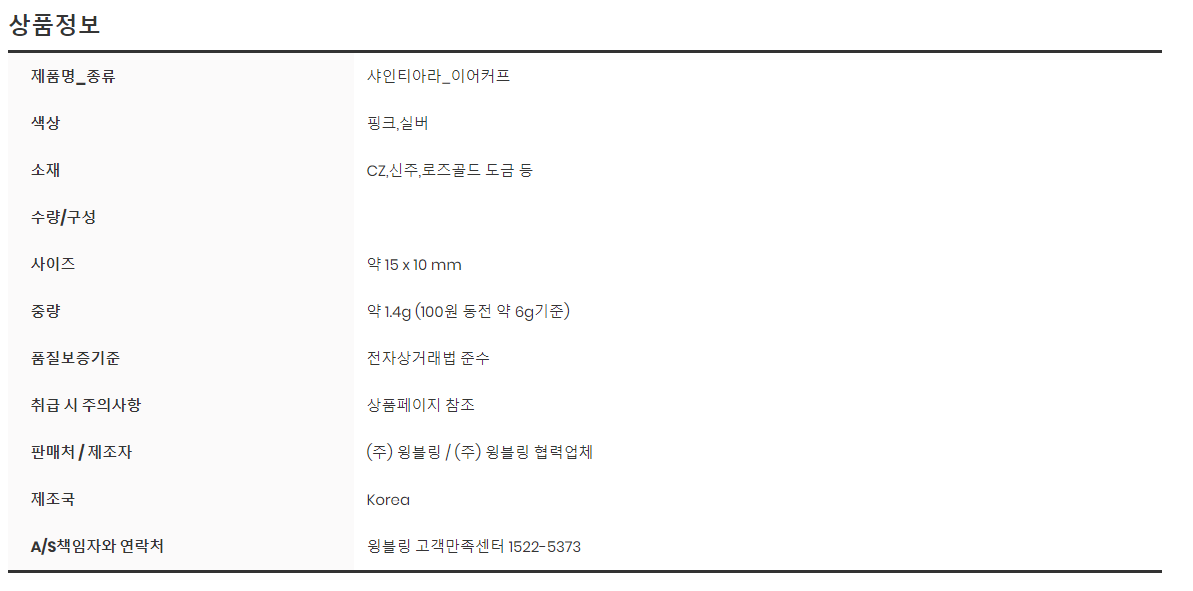 상품정보
제품명_종류 샤인티아라_이어커프
색상 핑크,실버
소재 CZ,신주,로즈골드 도금 등
수량/구성
사이즈 약 15 x 10 mm
중량 약 1.4g (100원 동전 약 6g기준)
품질보증기준 전자상거래법 준수
취급 시 주의사항 상품페이지 참조
판매처 / 제조자 (주) 윙블링 / (주) 윙블링 협력업체
제조국 Korea
A/S책임자와 연락처 윙블링 고객만족센터 1522-5373